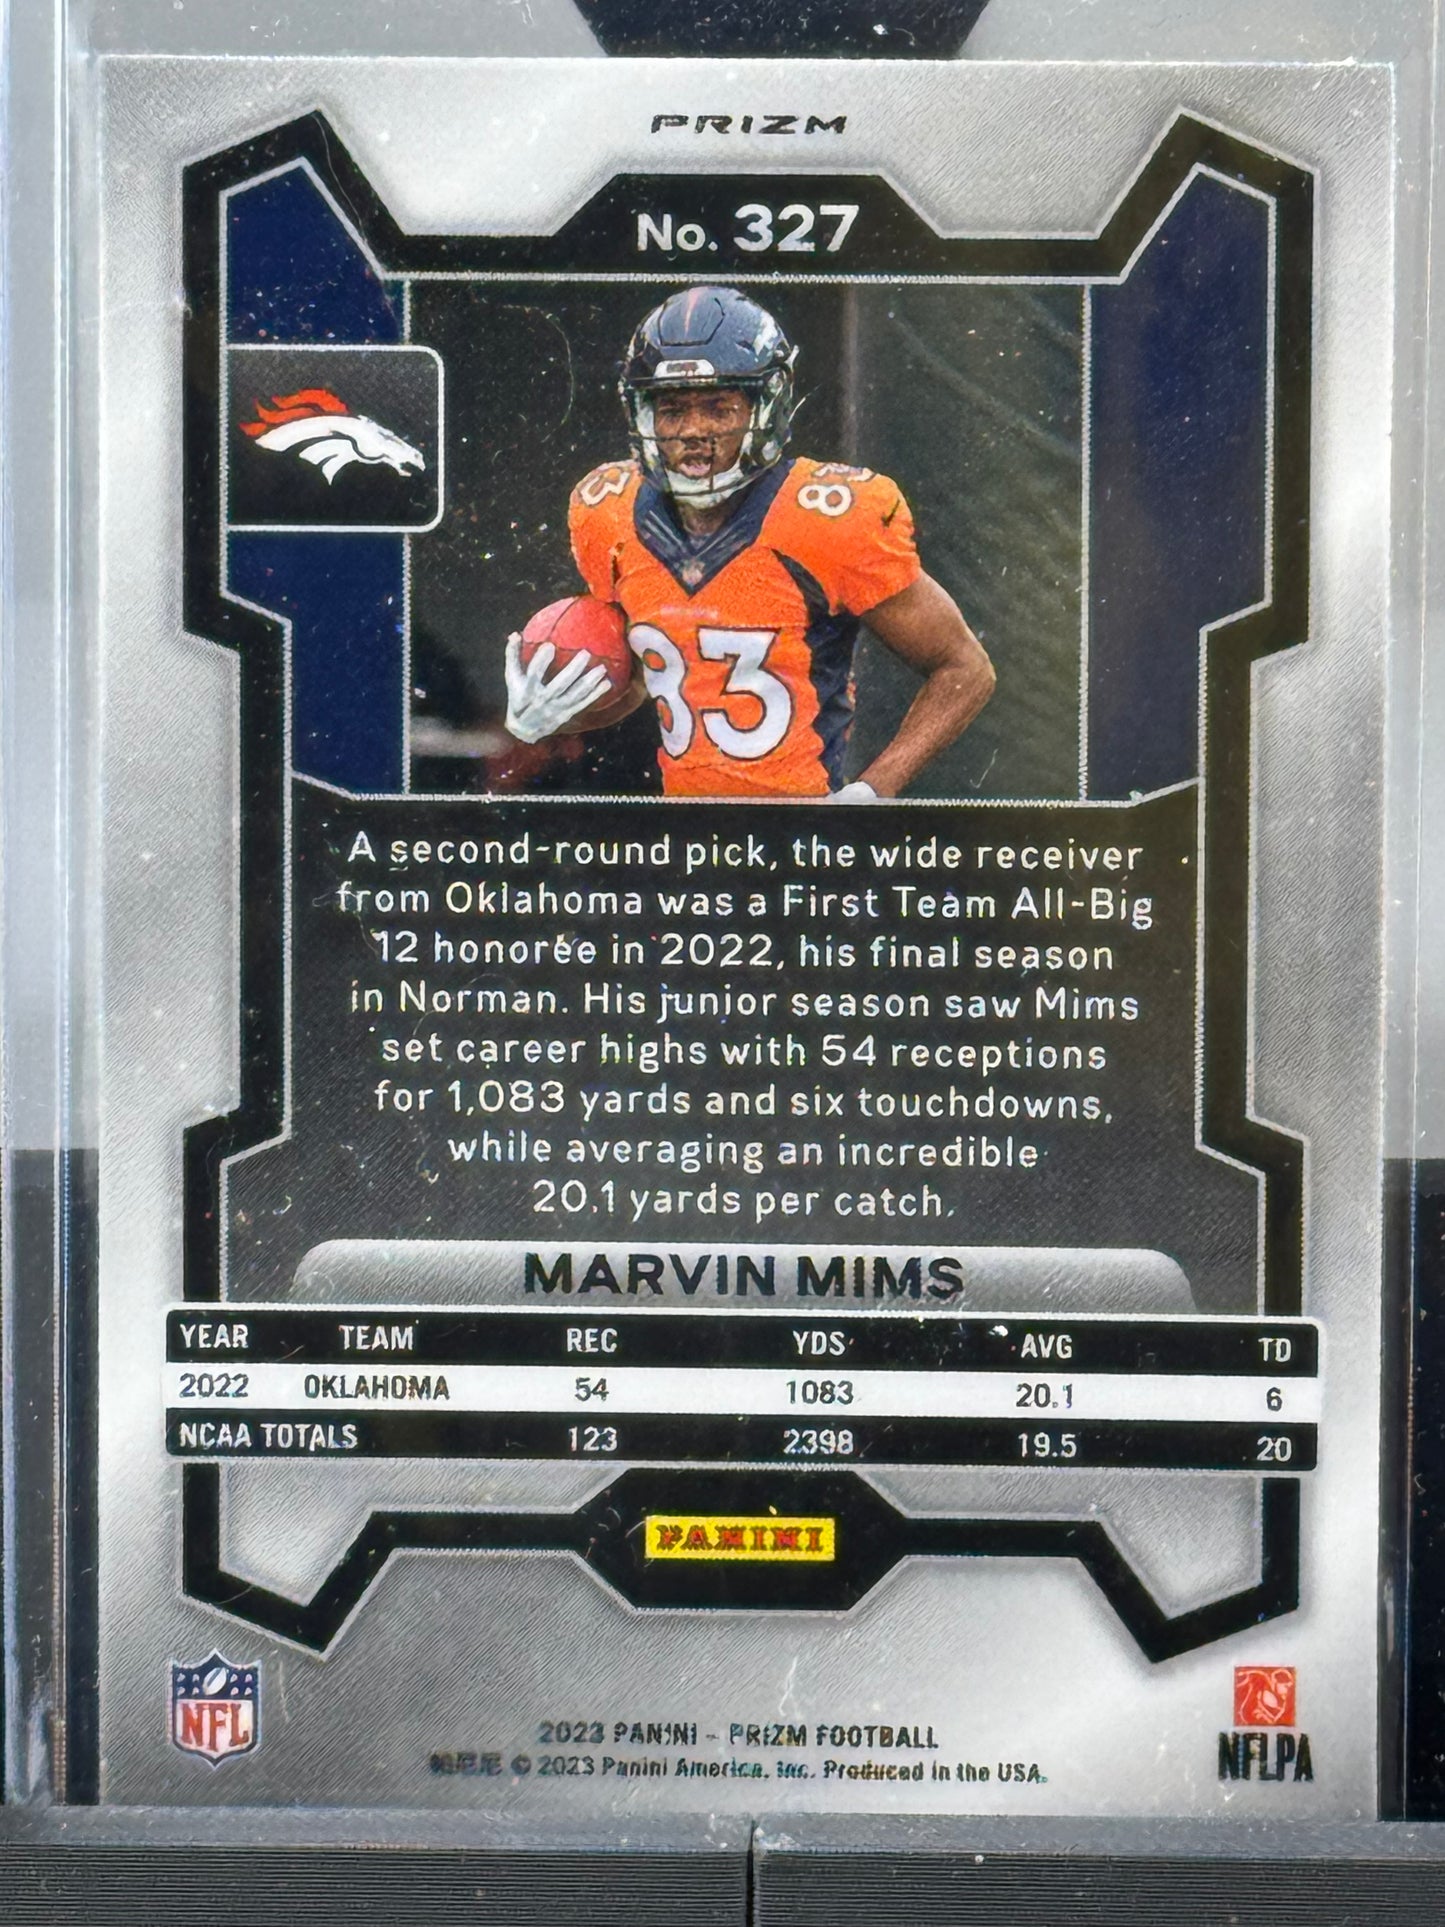 PRIZM
No. 327
83
83
83
A second-round pick, the wide receiver
from Oklahoma was a First Team All-Big
12 honoree in 2022, his final season
in Norman. His junior season saw Mims
set career highs with 54 receptions
for 1,083 yards and six touchdowns,
while averaging an incredible
20.1 yards per catch.
MARVIN MIMS
YEAR TEAM REC YDS AVG TD
2022 OKLAHOMA 54 1083 20.1 6
NCAA TOTALS 123 2398 19.5 20
PANINI
NFL
NFLPA
2023 PANINI - PRIZM FOOTBALL
© 2023 Panini America, Inc. Produced in the USA.